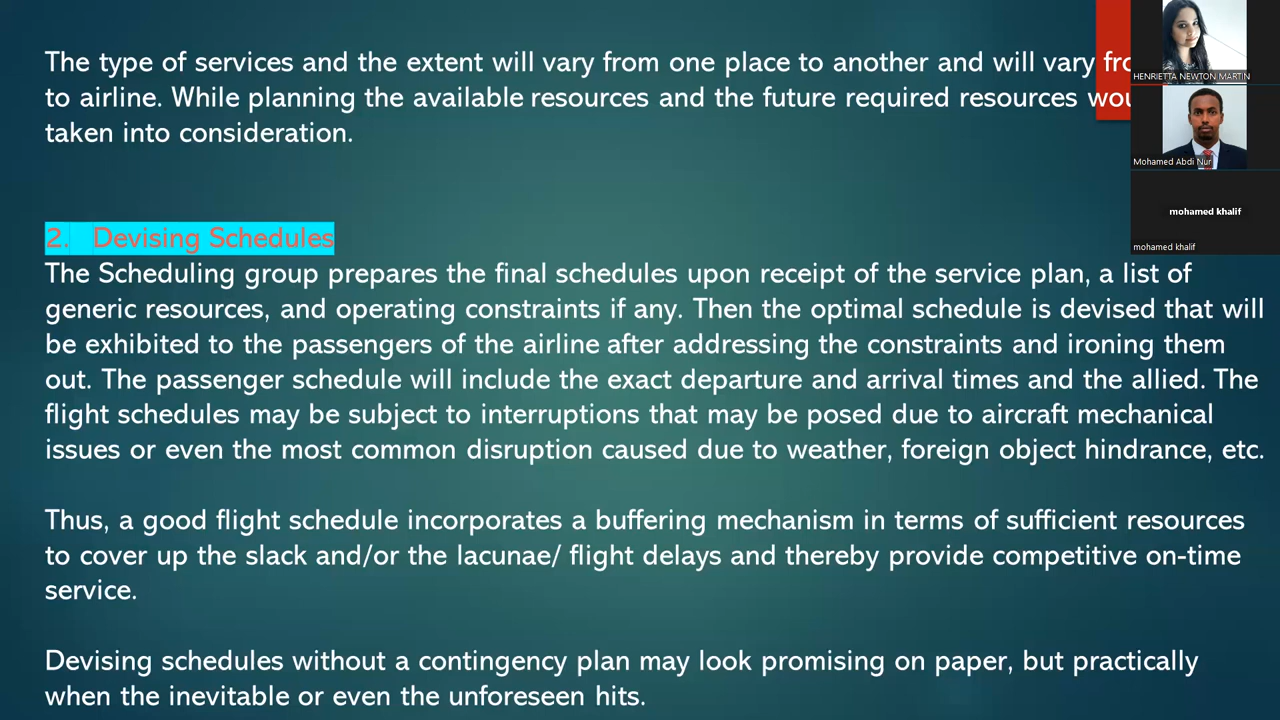 The type of services and the extent will vary from one place to another and will vary
to airline. While planning the available resources and the future required resources
taken into consideration.
2. Devising Schedules
The Scheduling group prepares the final schedules upon receipt of the service plan, a list of
generic resources, and operating constraints if any. Then the optimal schedule is devised that will
be exhibited to the passengers of the airline after addressing the constraints and ironing them
out. The passenger schedule will include the exact departure and arrival times and the allied. The
flight schedules may be subject to interruptions that may be posed due to aircraft mechanical
issues or even the most common disruption caused due to weather, foreign object hindrance, etc.
Thus, a good flight schedule incorporates a buffering mechanism in terms of sufficient resources
to cover up the slack and/or the lacunae/ flight delays and thereby provide competitive on-time
service.
Devising schedules without a contingency plan may look promising on paper, but practically
when the inevitable or even the unforeseen hits.
HENRIETTA NEWTON MARTIN
Mohamed Abdi Nur
mohamed khalif
mohamed khalif